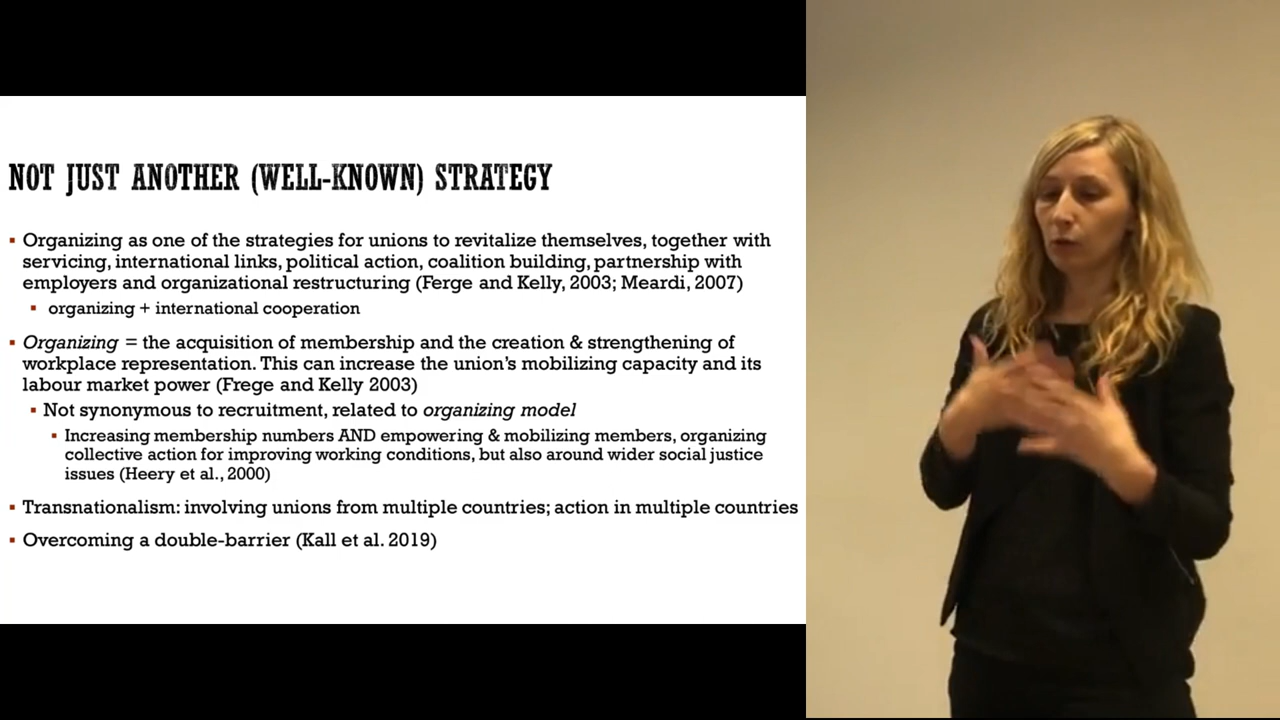 NOT JUST ANOTHER (WELL-KNOWN) STRATEGY
▪ Organizing as one of the strategies for unions to revitalize themselves, together with
servicing, international links, political action, coalition building, partnership with
employers and organizational restructuring (Ferge and Kelly, 2003; Meardi, 2007)
▪ organizing + international cooperation
▪ Organizing = the acquisition of membership and the creation & strengthening of
workplace representation. This can increase the union's mobilizing capacity and its
labour market power (Frege and Kelly 2003)
▪ Not synonymous to recruitment, related to organizing model
▪ Increasing membership numbers AND empowering & mobilizing members, organizing
collective action for improving working conditions, but also around wider social justice
issues (Heery et al., 2000)
▪ Transnationalism: involving unions from multiple countries; action in multiple countries
▪ Overcoming a double-barrier (Kall et al. 2019)